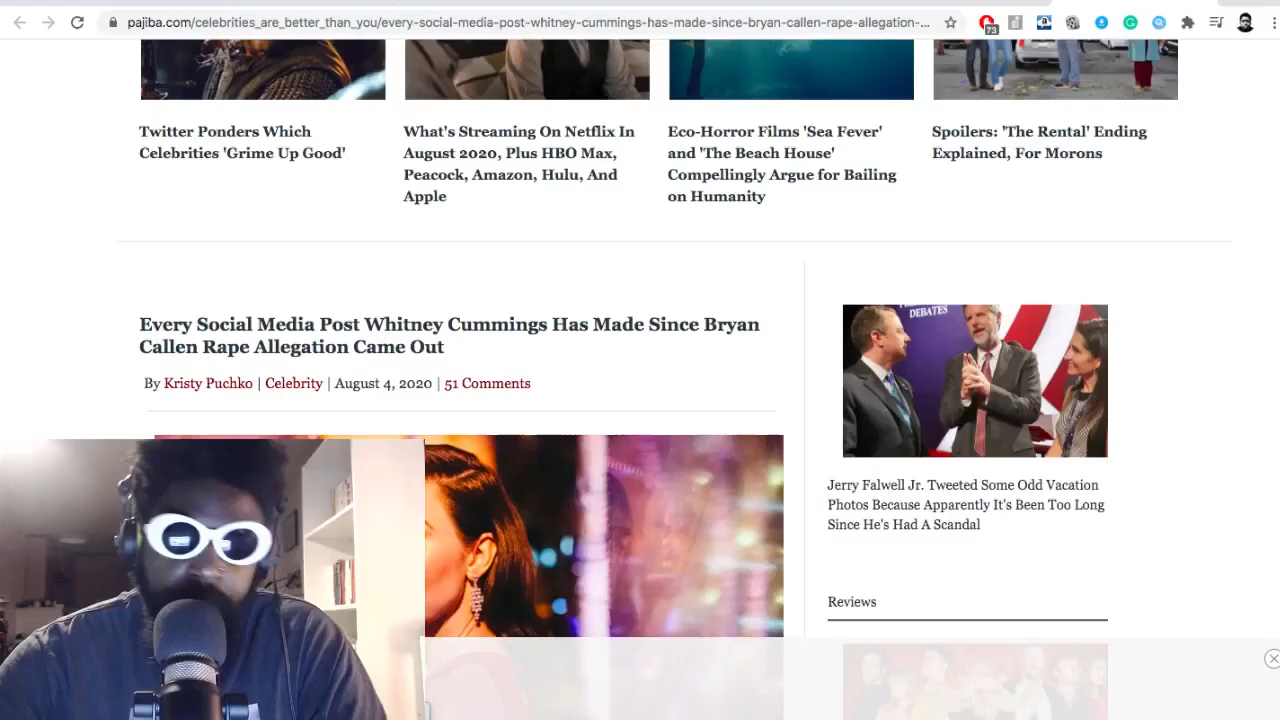 pajiba.com/celebrities_are_better_than_you/every-social-media-post-whitney-cummings-has-made-since-bryan-callen-rape-allegation-...
73
Twitter Ponders Which
Celebrities 'Grime Up Good'
What's Streaming On Netflix In
August 2020, Plus HBO Max,
Peacock, Amazon, Hulu, And
Apple
Eco-Horror Films 'Sea Fever'
and 'The Beach House'
Compellingly Argue for Bailing
on Humanity
Spoilers: 'The Rental' Ending
Explained, For Morons
Every Social Media Post Whitney Cummings Has Made Since Bryan
Callen Rape Allegation Came Out
By Kristy Puchko | Celebrity | August 4, 2020 | 51 Comments
DEBATES
Jerry Falwell Jr. Tweeted Some Odd Vacation
Photos Because Apparently It's Been Too Long
Since He's Had A Scandal
Reviews